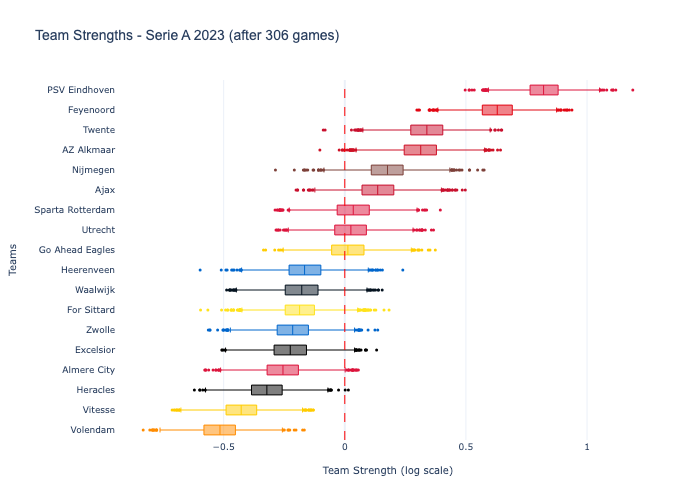 Team Strengths - Serie A 2023 (after 306 games)
PSV Eindhoven
Feyenoord
Twente
AZ Alkmaar
Nijmegen
Ajax
Sparta Rotterdam
Utrecht
Go Ahead Eagles
Heerenveen
Waalwijk
For Sittard
Zwolle
Excelsior
Almere City
Heracles
Vitesse
Volendam
Teams
−0.5 0 0.5 1
Team Strength (log scale)